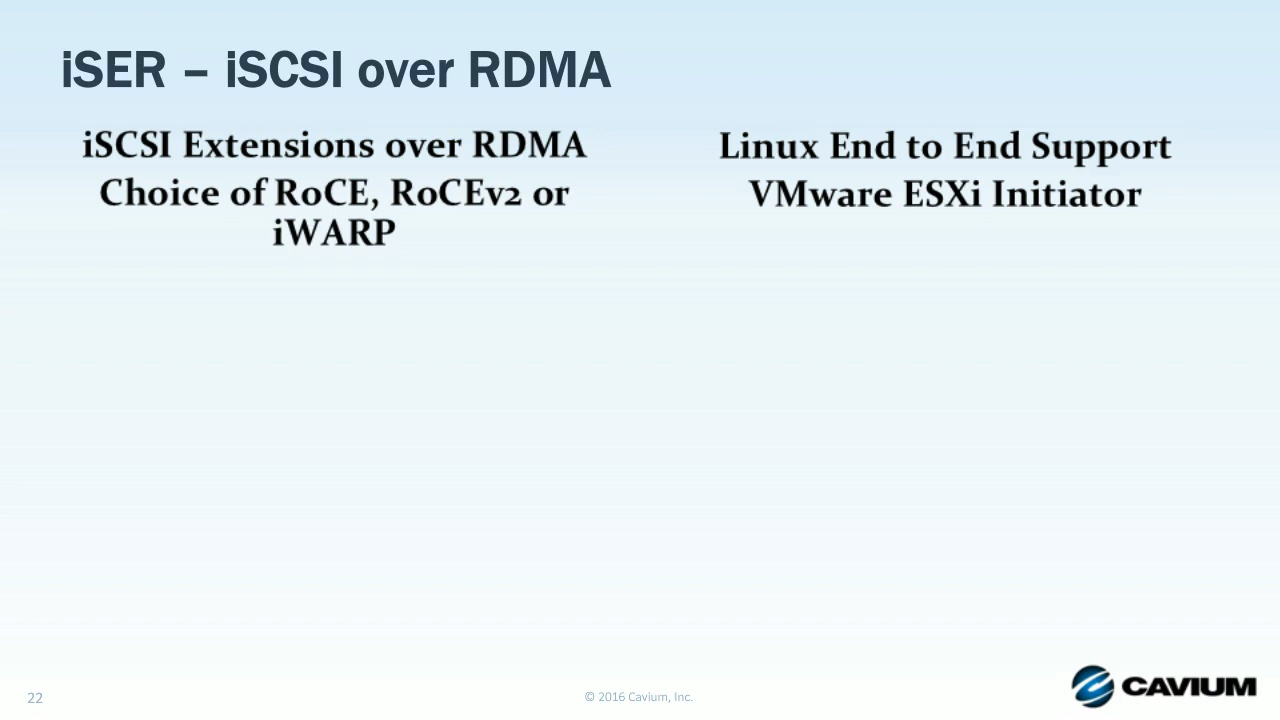 iSER – iSCSI over RDMA
iSCSI Extensions over RDMA
Choice of RoCE, RoCEv2 or
iWARP
Linux End to End Support
VMware ESXi Initiator
22
© 2016 Cavium, Inc.
CAVIUM